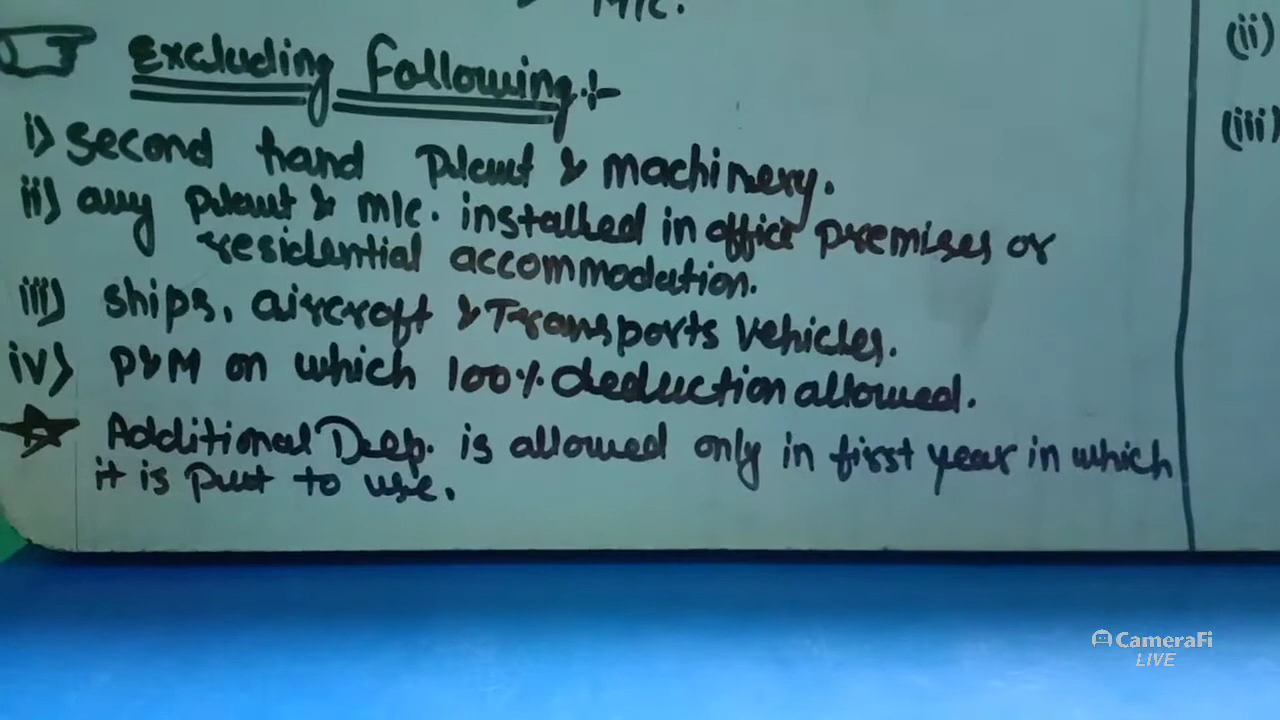 M/c.
Excluding Following:-
i) Second hand Plant & machinery.
ii) any plant & M/c. installed in office premises or
residential accommodation.
iii) ships, aircraft & Transports vehicles.
iv) P&M on which 100% deduction allowed.
Additional Dep. is allowed only in first year in which
it is put to use.
(ii)
(iii)
CameraFi
LIVE